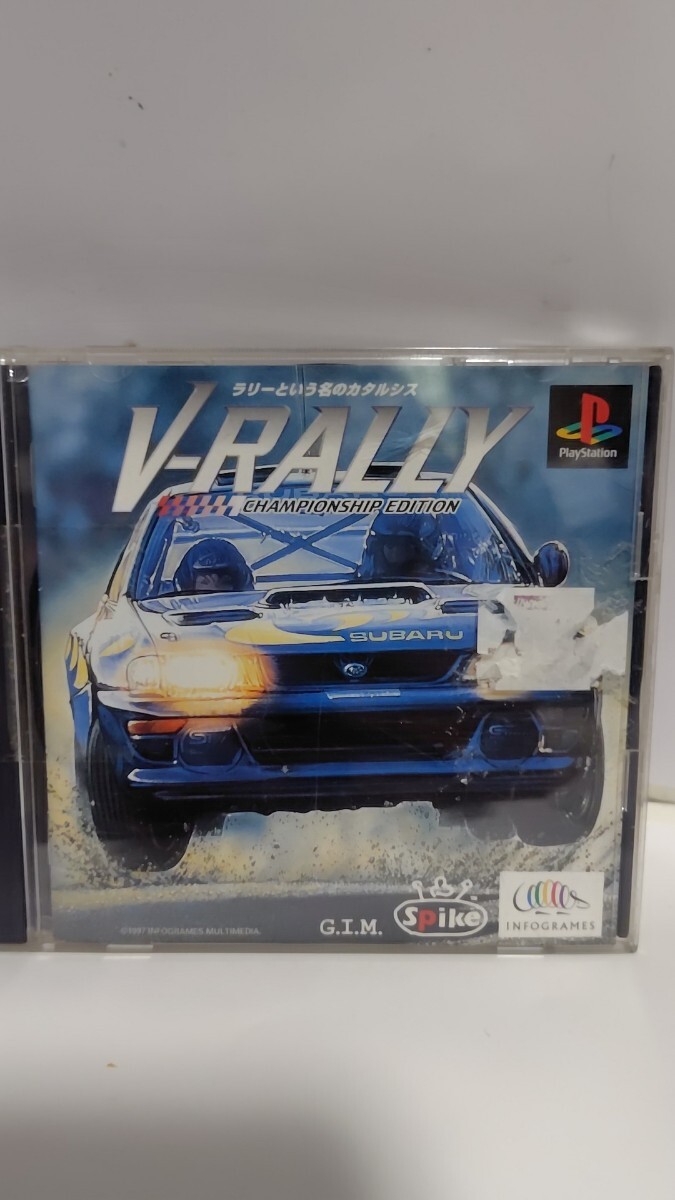 ラリーという名のカタルシス
V-RALLY
CHAMPIONSHIP EDITION
PlayStation
SUBARU
©1997 INFOGRAMES MULTIMEDIA.
G.I.M.
Spike
INFOGRAMES